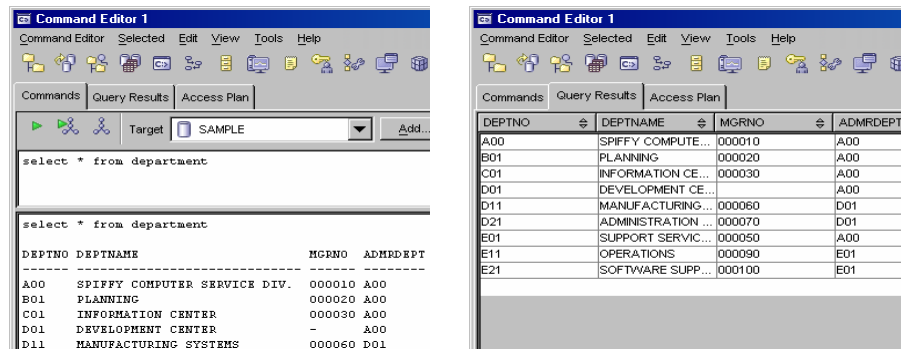 Command Editor 1
Command Editor Selected Edit View Tools Help
Commands Query Results Access Plan
Target SAMPLE Add...
select * from department
select * from department
DEPTNO DEPTNAME MGRNO ADMRDEPT
------ ----------------------------- ------ --------
A00 SPIFFY COMPUTER SERVICE DIV. 000010 A00
B01 PLANNING 000020 A00
C01 INFORMATION CENTER 000030 A00
D01 DEVELOPMENT CENTER - A00
D11 MANUFACTURING SYSTEMS 000060 D01
Command Editor 1
Command Editor Selected Edit View Tools Help
Commands Query Results Access Plan
DEPTNO DEPTNAME MGRNO ADMRDEPT
A00 SPIFFY COMPUTE... 000010 A00
B01 PLANNING 000020 A00
C01 INFORMATION CE... 000030 A00
D01 DEVELOPMENT CE... A00
D11 MANUFACTURING... 000060 D01
D21 ADMINISTRATION ... 000070 D01
E01 SUPPORT SERVIC... 000050 A00
E11 OPERATIONS 000090 E01
E21 SOFTWARE SUPP... 000100 E01